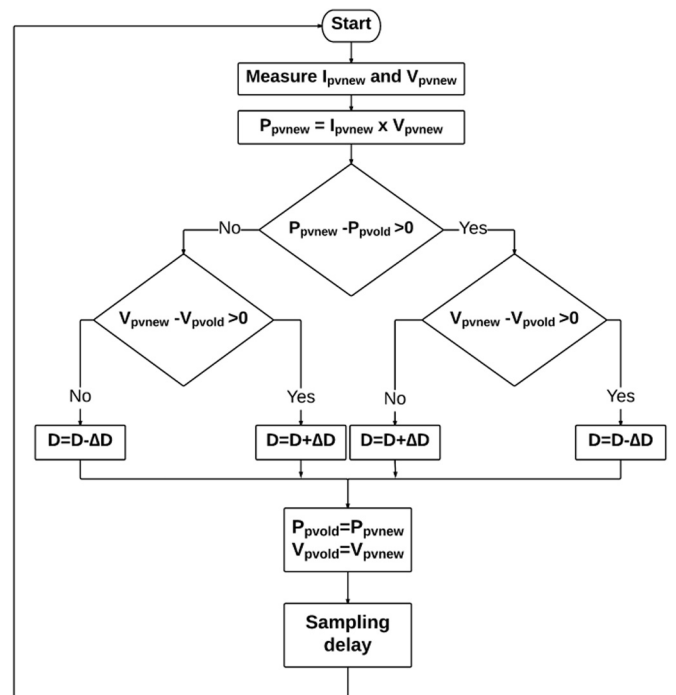 Start
Measure Ipvnew and Vpvnew
Ppvnew = Ipvnew x Vpvnew
No
Ppvnew -Ppvold >0
Yes
Vpvnew -Vpvold >0
Vpvnew -Vpvold >0
No
Yes
No
Yes
D=D-ΔD
D=D+ΔD
D=D+ΔD
D=D-ΔD
Ppvold=Ppvnew
Vpvold=Vpvnew
Sampling
delay